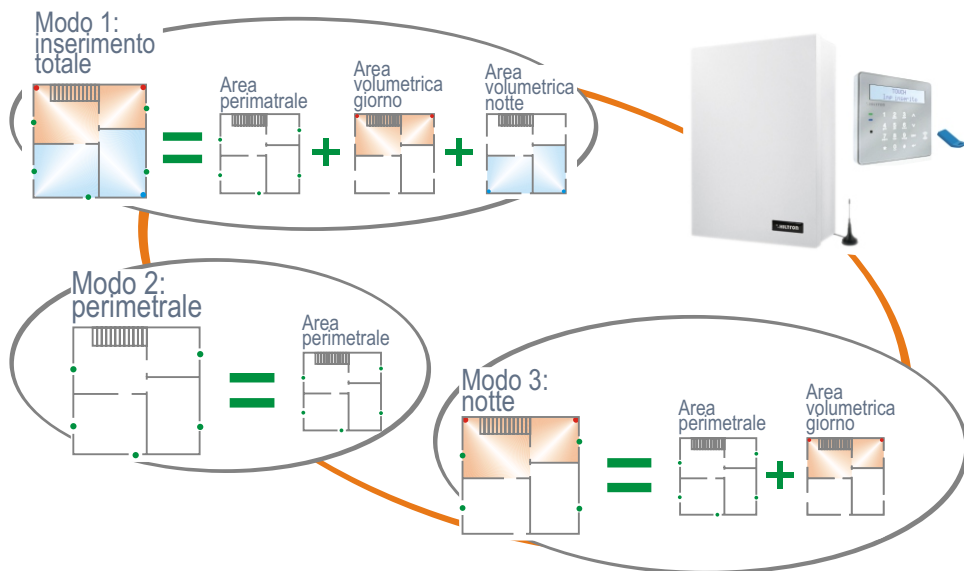 Modo 1:
inserimento
totale
Area
perimatrale
Area
volumetrica
giorno
Area
volumetrica
notte
Modo 2:
perimetrale
Area
perimetrale
Modo 3:
notte
Area
perimetrale
Area
volumetrica
giorno